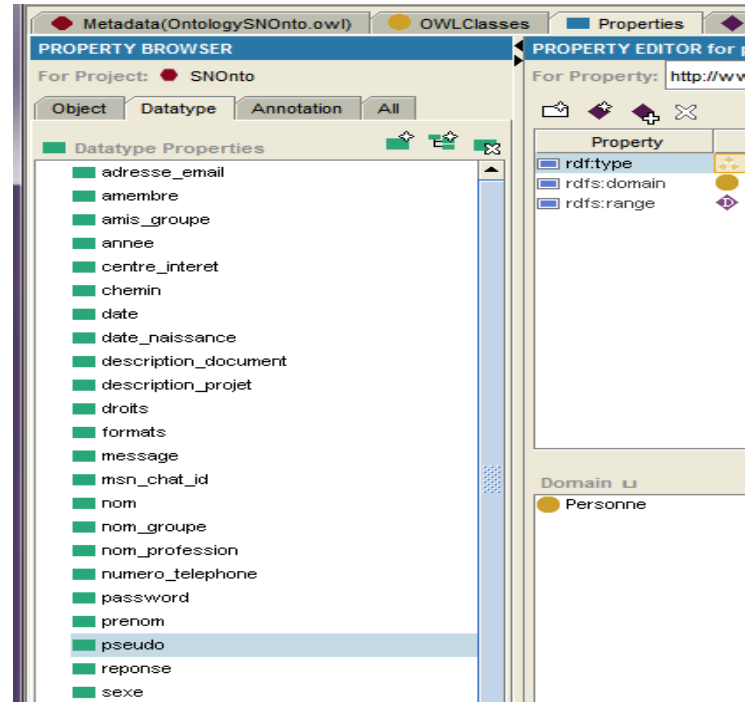 Metadata(OntologySNOnto.owl) OWLClasses Properties
PROPERTY BROWSER
For Project: SNOnto
Object Datatype Annotation All
Datatype Properties
adresse_email
amembre
amis_groupe
annee
centre_interet
chemin
date
date_naissance
description_document
description_projet
droits
formats
message
msn_chat_id
nom
nom_groupe
nom_profession
numero_telephone
password
prenom
pseudo
reponse
sexe
PROPERTY EDITOR for p
For Property: http://ww
Property
rdf:type
rdfs:domain
rdfs:range
Domain ⊔
Personne